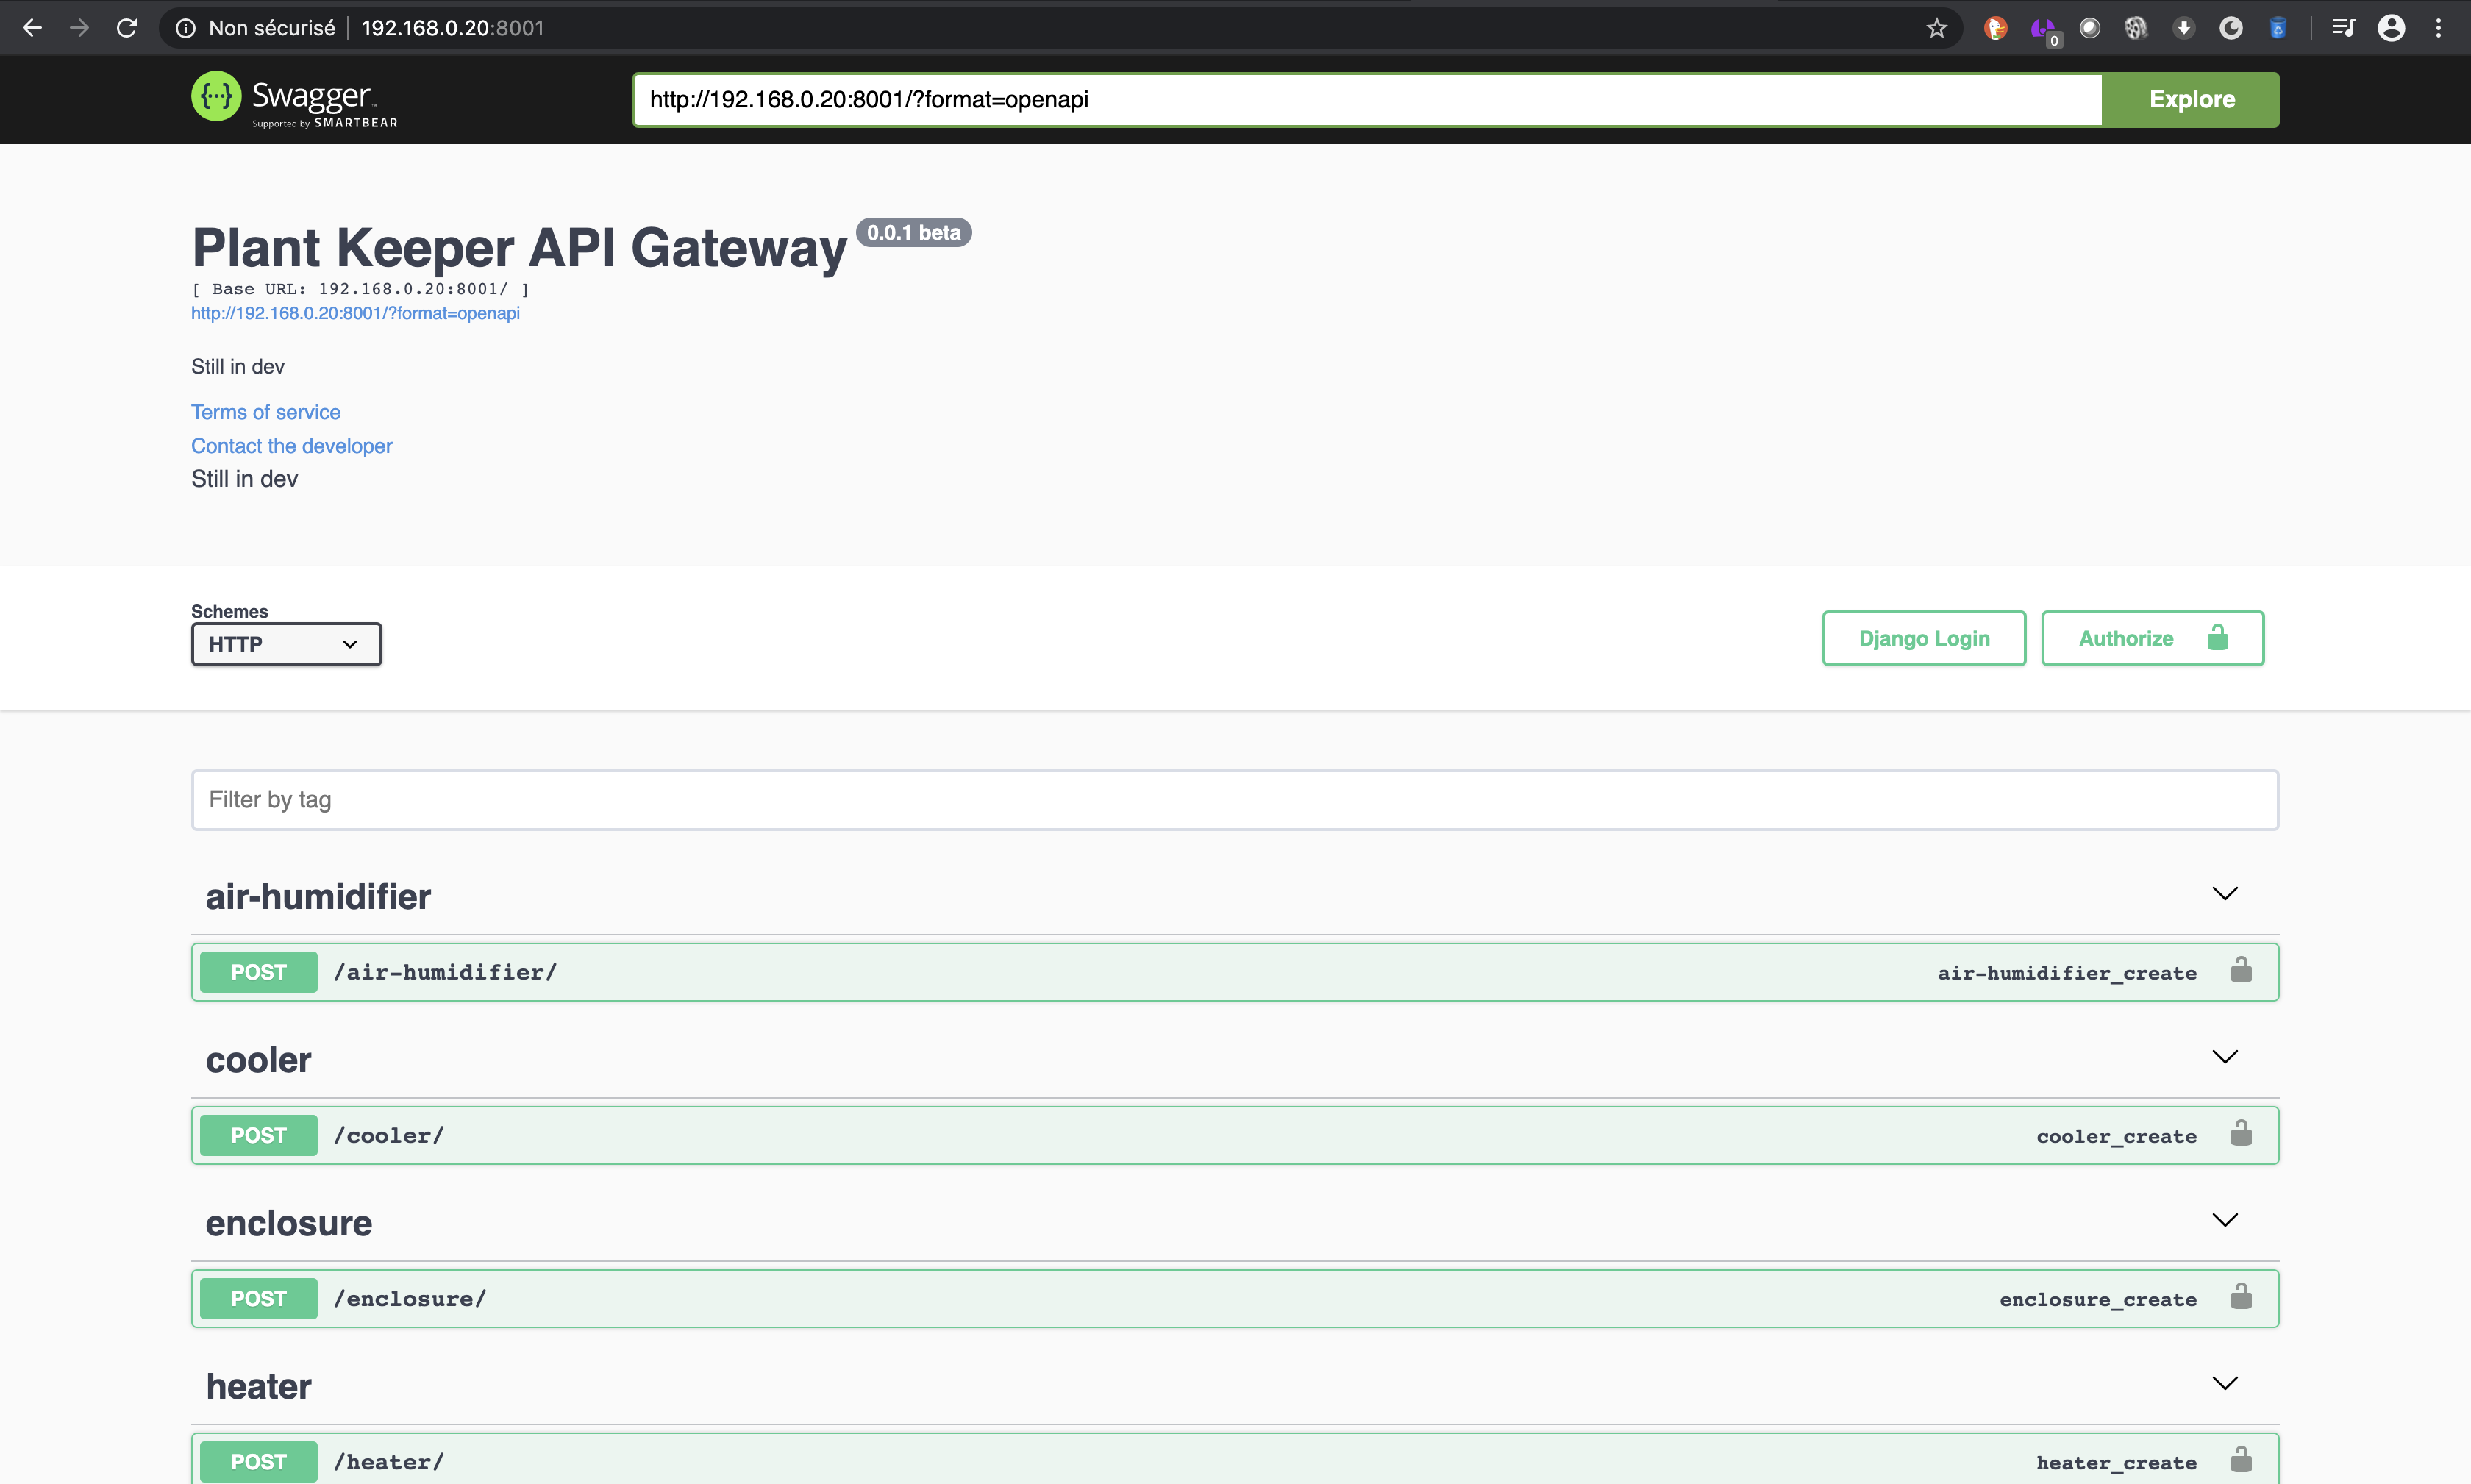 Non sécurisé 192.168.0.20:8001
0
Swagger™
Supported by SMARTBEAR
http://192.168.0.20:8001/?format=openapi
Explore
Plant Keeper API Gateway 0.0.1 beta
[ Base URL: 192.168.0.20:8001/ ]
http://192.168.0.20:8001/?format=openapi
Still in dev
Terms of service
Contact the developer
Still in dev
Schemes
HTTP
Django Login
Authorize
Filter by tag
air-humidifier
POST /air-humidifier/ air-humidifier_create
cooler
POST /cooler/ cooler_create
enclosure
POST /enclosure/ enclosure_create
heater
POST /heater/ heater_create